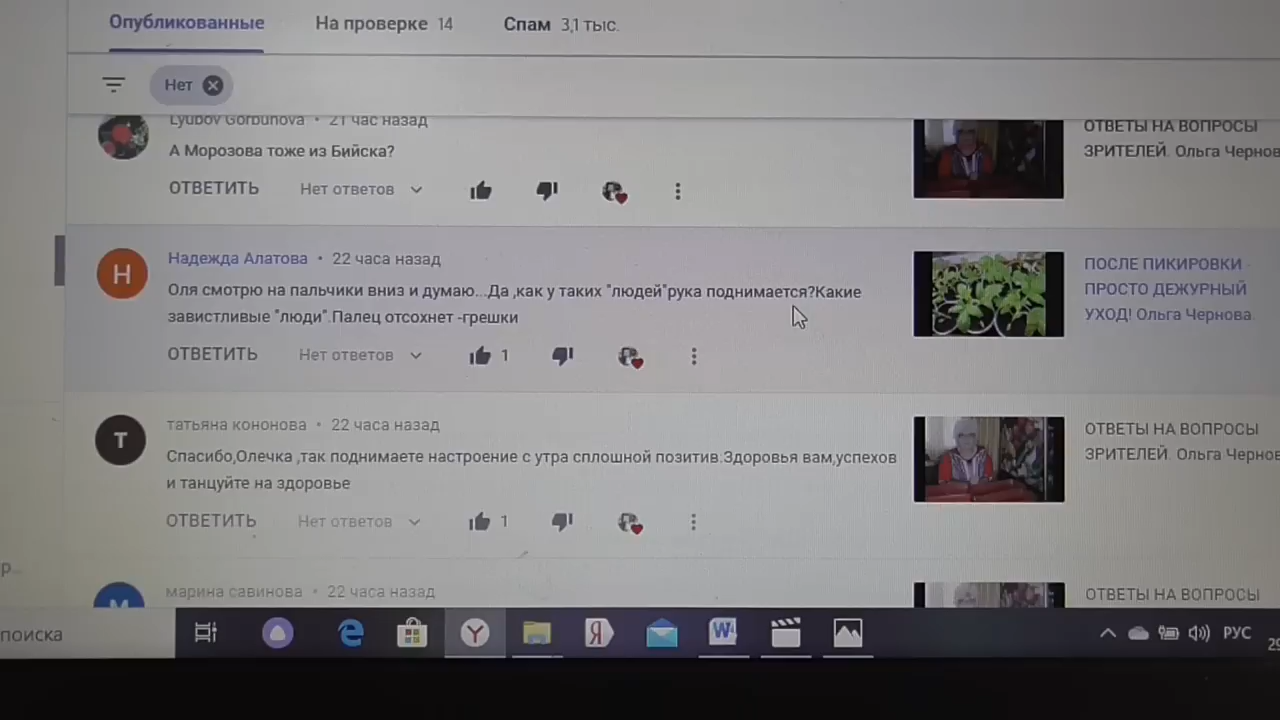 Опубликованные На проверке 14 Спам 3,1 тыс.
Нет
Lyubov Gorbunova • 21 час назад
А Морозова тоже из Бийска?
ОТВЕТИТЬ Нет ответов
ОТВЕТЫ НА ВОПРОСЫ
ЗРИТЕЛЕЙ. Ольга Чернов
Н
Надежда Алатова • 22 часа назад
Оля смотрю на пальчики вниз и думаю...Да ,как у таких "людей"рука поднимается?Какие
завистливые "люди".Палец отсохнет -грешки
ОТВЕТИТЬ Нет ответов 1
ПОСЛЕ ПИКИРОВКИ -
ПРОСТО ДЕЖУРНЫЙ
УХОД! Ольга Чернова.
Т
татьяна кононова • 22 часа назад
Спасибо,Олечка ,так поднимаете настроение с утра сплошной позитив.Здоровья вам,успехов
и танцуйте на здоровье
ОТВЕТИТЬ Нет ответов 1
ОТВЕТЫ НА ВОПРОСЫ
ЗРИТЕЛЕЙ. Ольга Чернов
р...
М
марина савинова • 22 часа назад
ОТВЕТЫ НА ВОПРОСЫ
поиска
РУС
29